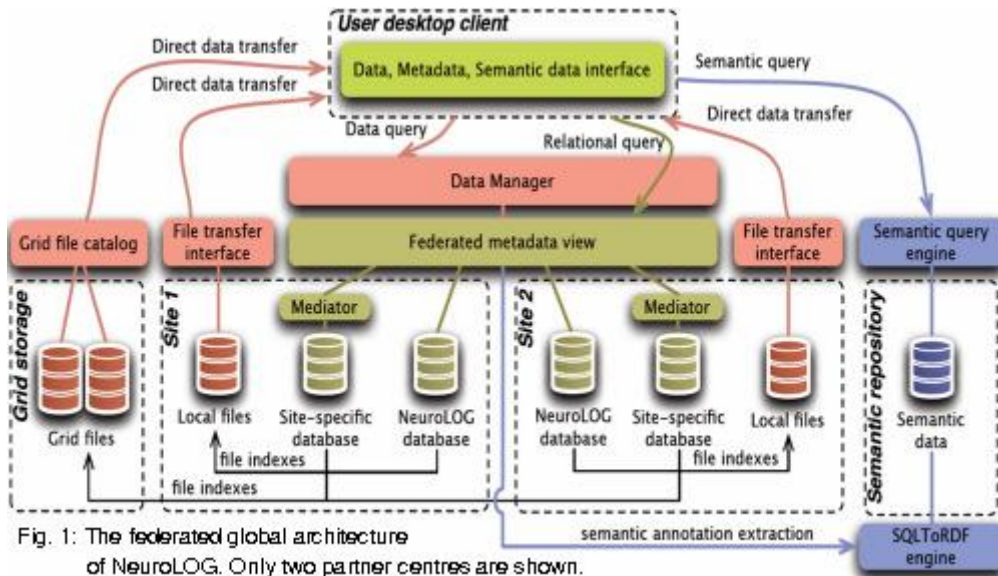 User desktop client
Direct data transfer
Data, Metadata, Semantic data interface
Semantic query
Direct data transfer
Data query
Relational query
Direct data transfer
Data Manager
Grid file catalog
File transfer
interface
Federated metadata view
File transfer
interface
Semantic query
engine
Grid storage
Site 1
Mediator
Site 2
Mediator
Semantic repository
Grid files
Local files
Site-specific
database
NeuroLOG
database
NeuroLOG
database
Site-specific
database
Local files
Semantic
data
file indexes
file indexes
file indexes
semantic annotation extraction
SQLToRDF
engine
Fig. 1: The federated global architecture
of NeuroLOG. Only two partner centres are shown.